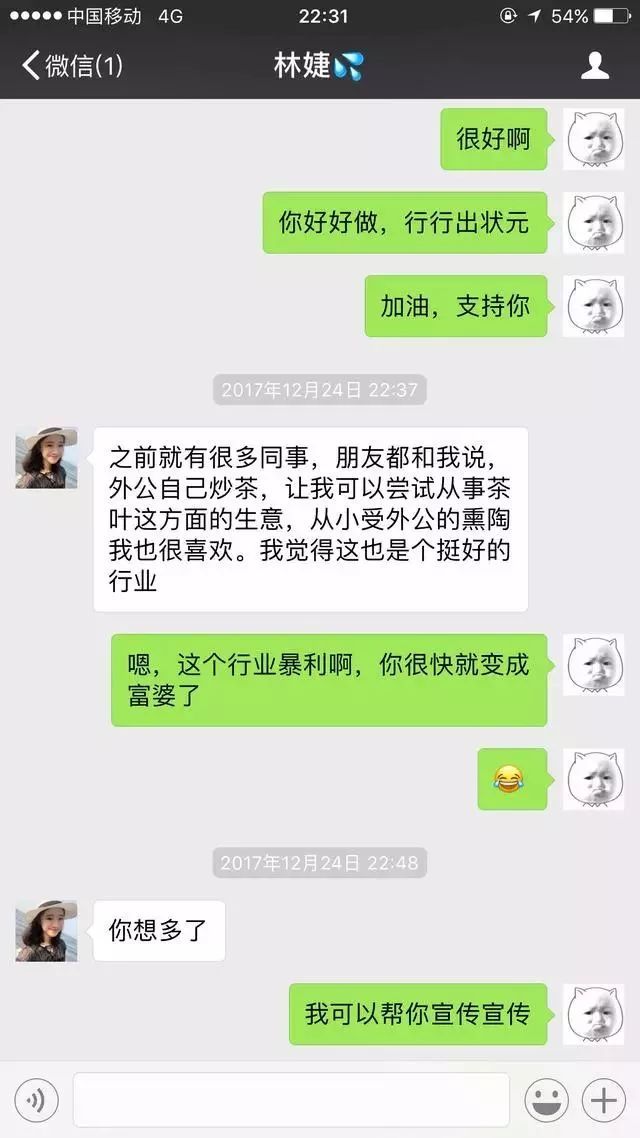 中国移动 4G 22:31 54%
微信(1) 林婕💦
很好啊
你好好做，行行出状元
加油，支持你
2017年12月24日 22:37
之前就有很多同事，朋友都和我说，
外公自己炒茶，让我可以尝试从事茶
叶这方面的生意，从小受外公的熏陶
我也很喜欢。我觉得这也是个挺好的
行业
嗯，这个行业暴利啊，你很快就变成
富婆了
😂
2017年12月24日 22:48
你想多了
我可以帮你宣传宣传